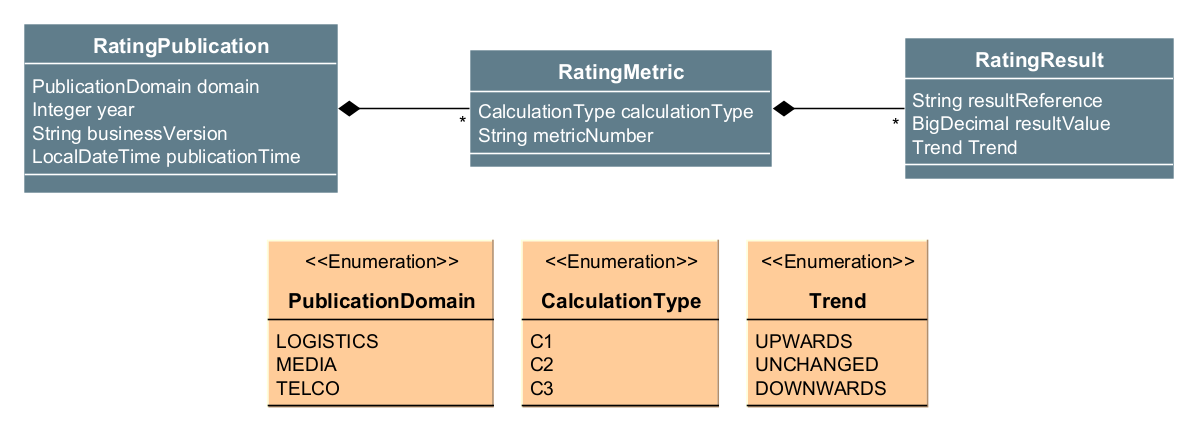 RatingPublication
PublicationDomain domain
Integer year
String businessVersion
LocalDateTime publicationTime
*
RatingMetric
CalculationType calculationType
String metricNumber
*
RatingResult
String resultReference
BigDecimal resultValue
Trend Trend
<<Enumeration>>
PublicationDomain
LOGISTICS
MEDIA
TELCO
<<Enumeration>>
CalculationType
C1
C2
C3
<<Enumeration>>
Trend
UPWARDS
UNCHANGED
DOWNWARDS